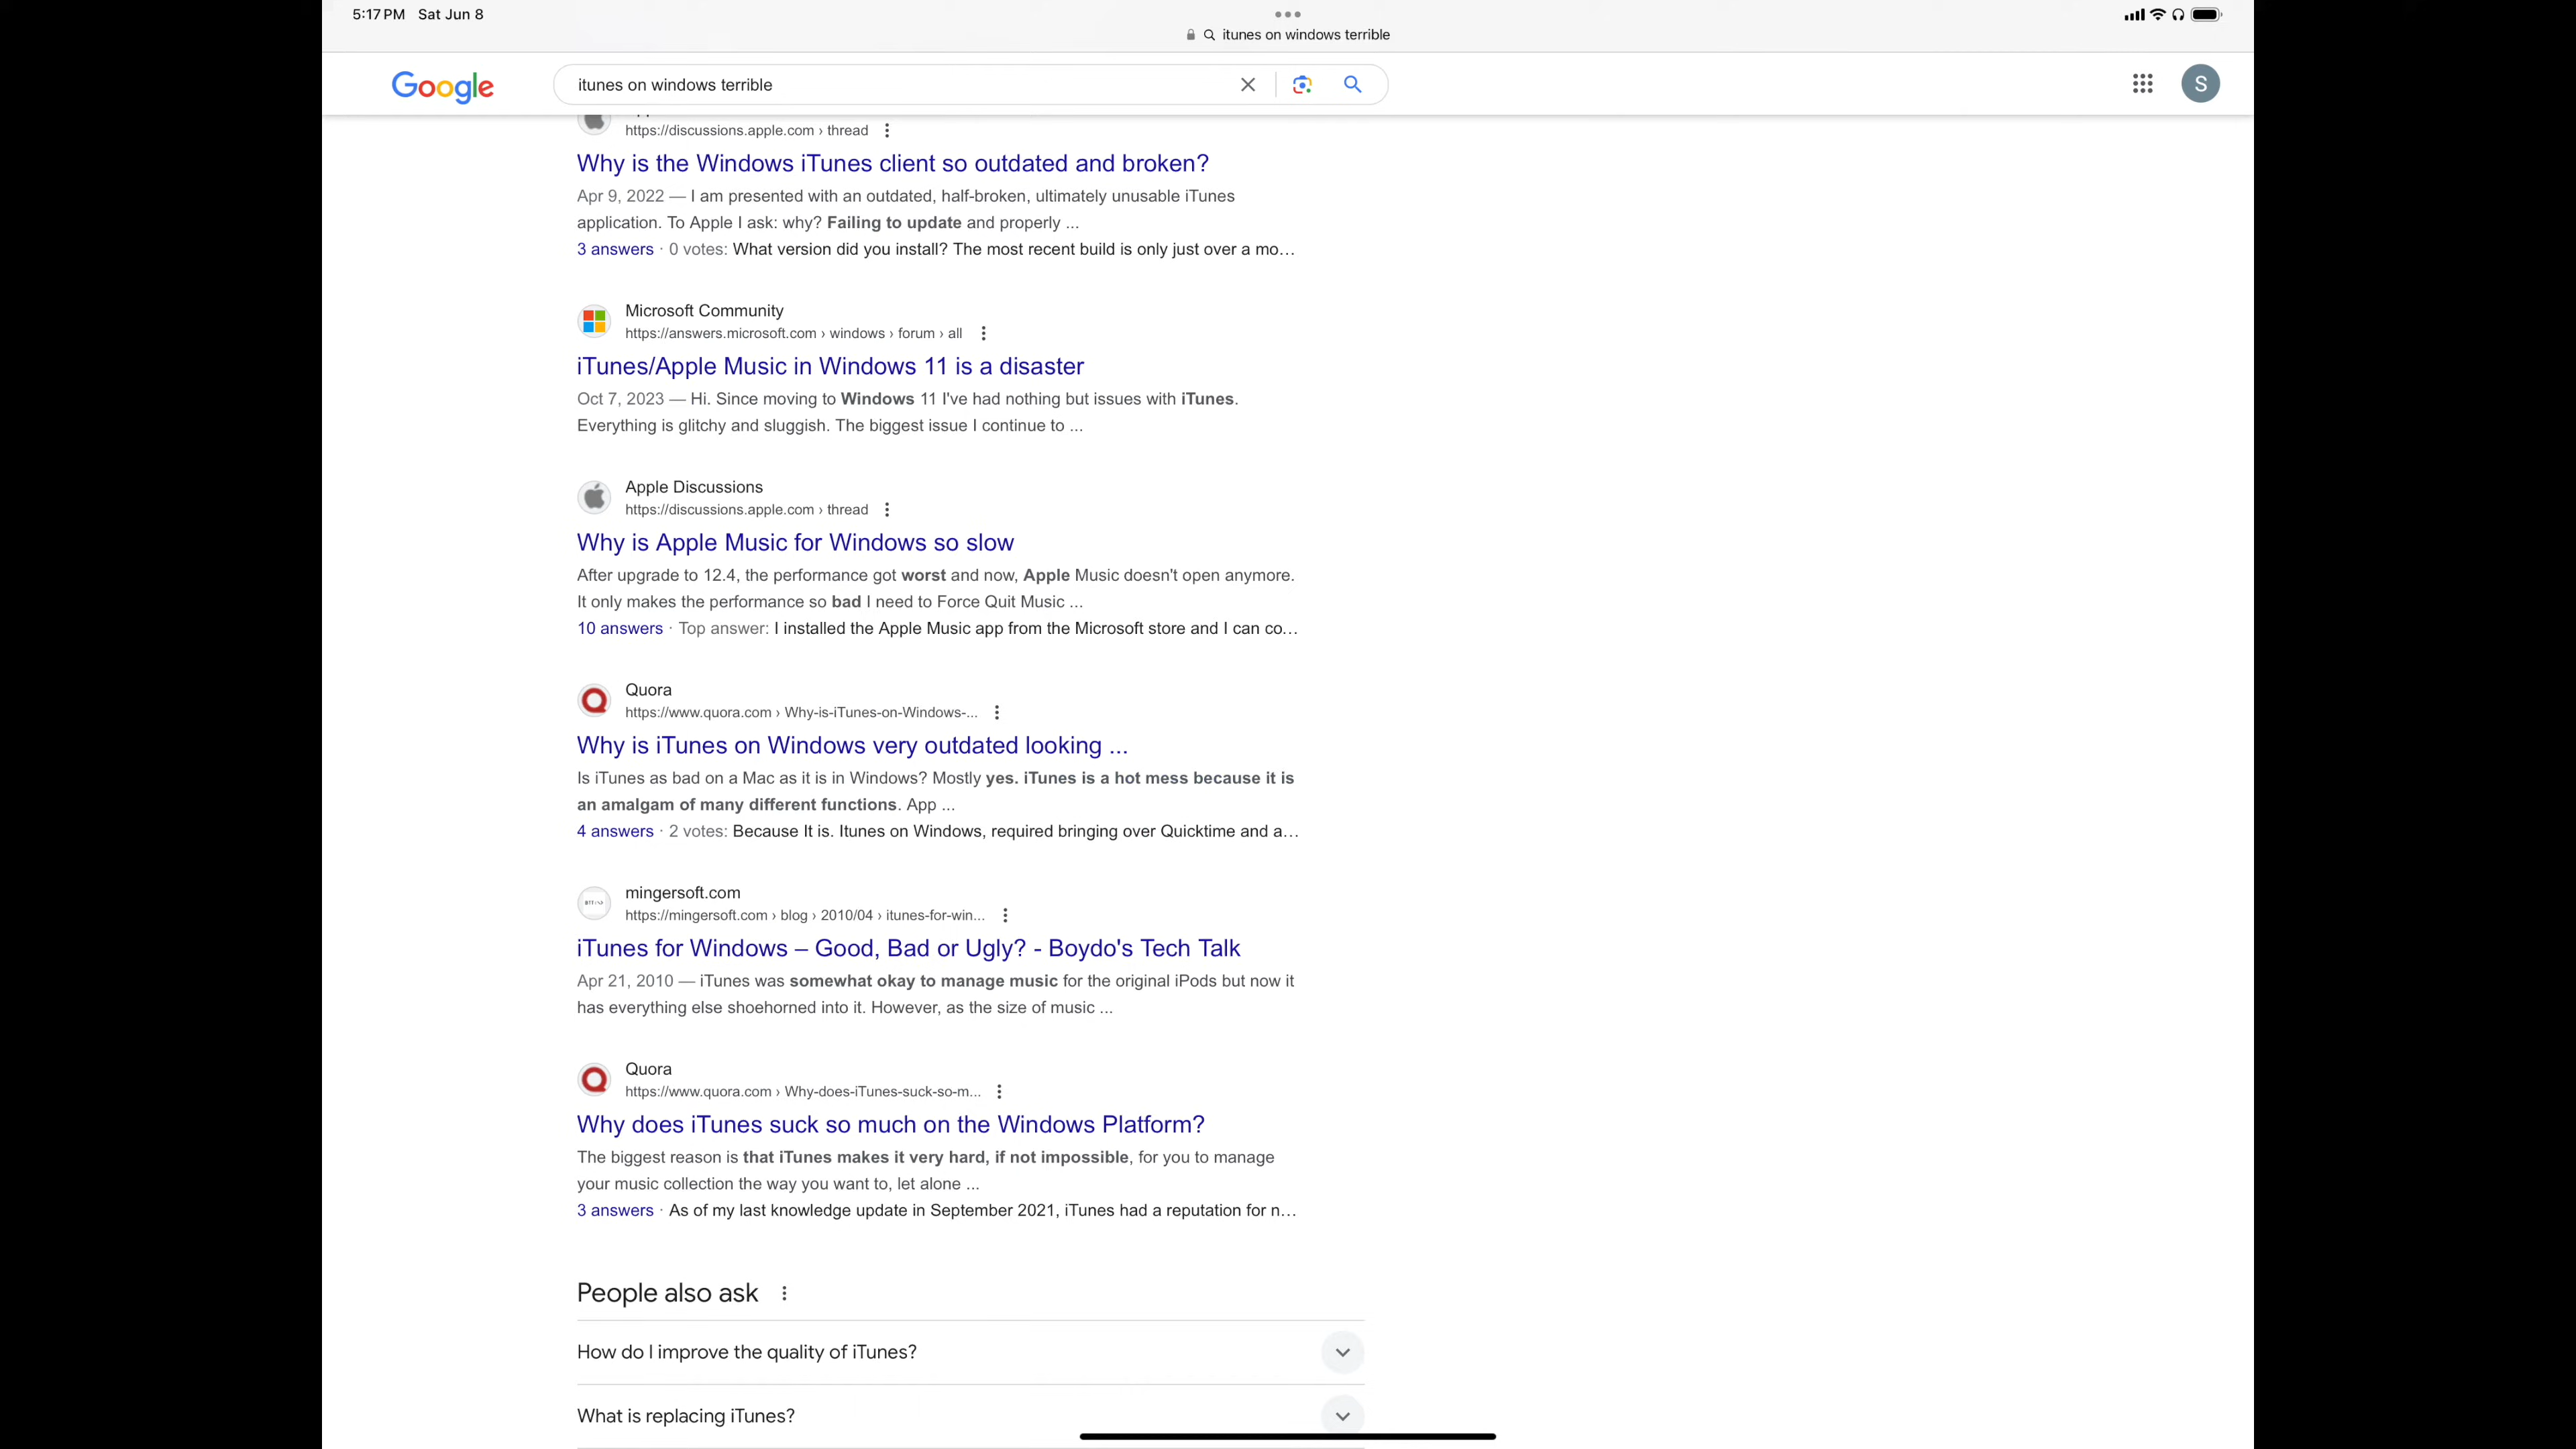 5:17 PM Sat Jun 8
itunes on windows terrible
Google
itunes on windows terrible
S
https://discussions.apple.com › thread
Why is the Windows iTunes client so outdated and broken?
Apr 9, 2022 — I am presented with an outdated, half-broken, ultimately unusable iTunes
application. To Apple I ask: why? Failing to update and properly ...
3 answers · 0 votes: What version did you install? The most recent build is only just over a mo...
Microsoft Community
https://answers.microsoft.com › windows › forum › all
iTunes/Apple Music in Windows 11 is a disaster
Oct 7, 2023 — Hi. Since moving to Windows 11 I've had nothing but issues with iTunes.
Everything is glitchy and sluggish. The biggest issue I continue to ...
Apple Discussions
https://discussions.apple.com › thread
Why is Apple Music for Windows so slow
After upgrade to 12.4, the performance got worst and now, Apple Music doesn't open anymore.
It only makes the performance so bad I need to Force Quit Music ...
10 answers · Top answer: I installed the Apple Music app from the Microsoft store and I can co...
Quora
https://www.quora.com › Why-is-iTunes-on-Windows-...
Why is iTunes on Windows very outdated looking ...
Is iTunes as bad on a Mac as it is in Windows? Mostly yes. iTunes is a hot mess because it is
an amalgam of many different functions. App ...
4 answers · 2 votes: Because It is. Itunes on Windows, required bringing over Quicktime and a...
mingersoft.com
https://mingersoft.com › blog › 2010/04 › itunes-for-win...
iTunes for Windows – Good, Bad or Ugly? - Boydo's Tech Talk
Apr 21, 2010 — iTunes was somewhat okay to manage music for the original iPods but now it
has everything else shoehorned into it. However, as the size of music ...
Quora
https://www.quora.com › Why-does-iTunes-suck-so-m...
Why does iTunes suck so much on the Windows Platform?
The biggest reason is that iTunes makes it very hard, if not impossible, for you to manage
your music collection the way you want to, let alone ...
3 answers · As of my last knowledge update in September 2021, iTunes had a reputation for n...
People also ask
How do I improve the quality of iTunes?
What is replacing iTunes?